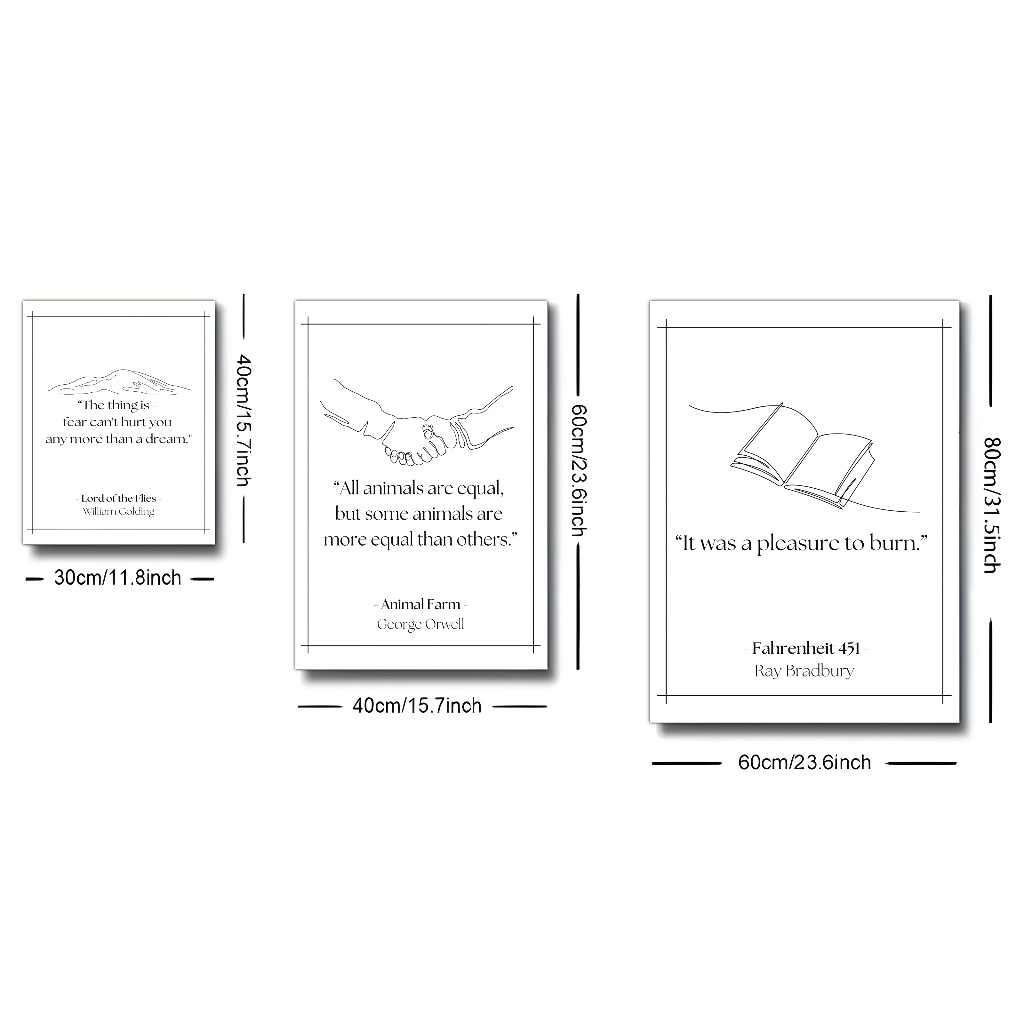 “The thing is -
fear can't hurt you
any more than a dream.”
- Lord of the Flies -
William Golding
40cm/15.7inch
30cm/11.8inch
“All animals are equal,
but some animals are
more equal than others.”
- Animal Farm -
George Orwell
60cm/23.6inch
40cm/15.7inch
“It was a pleasure to burn.”
- Fahrenheit 451 -
Ray Bradbury
80cm/31.5inch
60cm/23.6inch